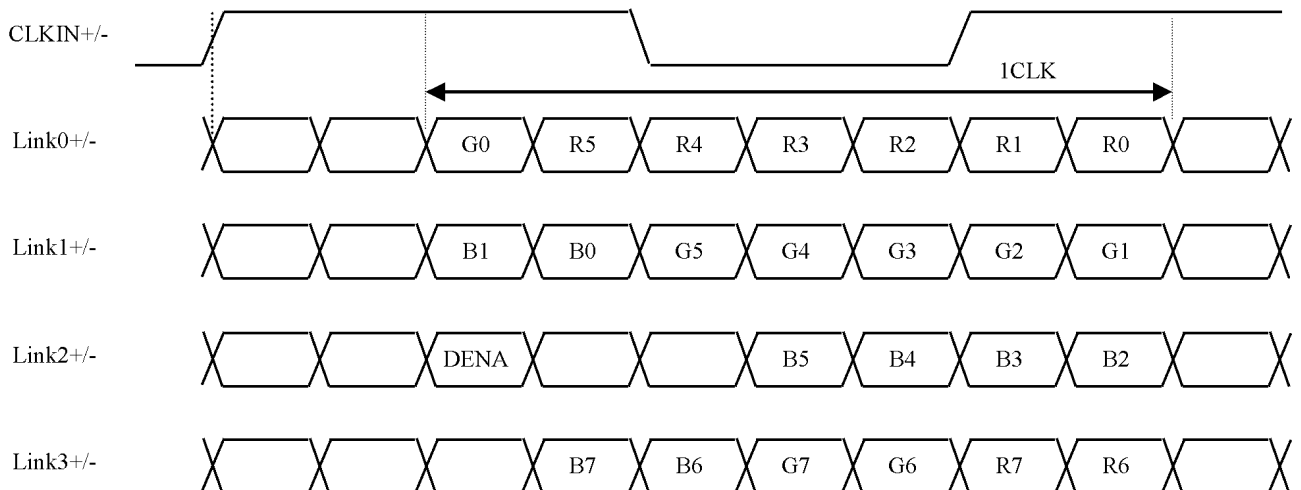 CLKIN+/-
1CLK
Link0+/- G0 R5 R4 R3 R2 R1 R0
Link1+/- B1 B0 G5 G4 G3 G2 G1
Link2+/- DENA B5 B4 B3 B2
Link3+/- B7 B6 G7 G6 R7 R6